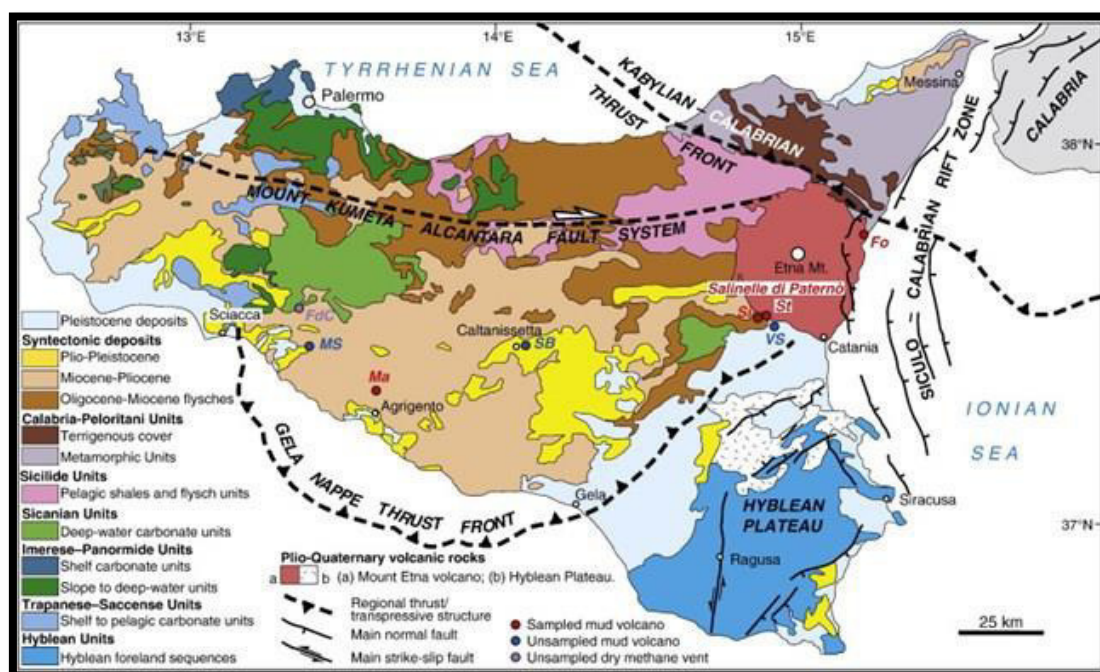 13°E
14°E
15°E
TYRRHENIAN SEA
KABYLIAN – CALABRIAN
THRUST FRONT
Messina
CALABRIA
Palermo
38°N
MOUNT KUMETA – ALCANTARA FAULT SYSTEM
SICULO – CALABRIAN RIFT ZONE
Fo
Etna Mt.
Salinelle di Paternò
St
VS
Catania
FdC
Sciacca
MS
Caltanissetta
SB
Ma
Agrigento
IONIAN
SEA
GELA NAPPE THRUST FRONT
Gela
Siracusa
HYBLEAN
PLATEAU
37°N
Ragusa
Pleistocene deposits
Syntectonic deposits
Plio-Pleistocene
Miocene-Pliocene
Oligocene-Miocene flysches
Calabria-Peloritani Units
Terrigenous cover
Metamorphic Units
Sicilide Units
Pelagic shales and flysch units
Sicanian Units
Deep-water carbonate units
Imerese–Panormide Units
Shelf carbonate units
Slope to deep-water units
Trapanese–Saccense Units
Shelf to pelagic carbonate units
Hyblean Units
Hyblean foreland sequences
Plio-Quaternary volcanic rocks
a b (a) Mount Etna volcano; (b) Hyblean Plateau.
Regional thrust/
transpressive structure
Main normal fault
Main strike-slip fault
Sampled mud volcano
Unsampled mud volcano
Unsampled dry methane vent
25 km